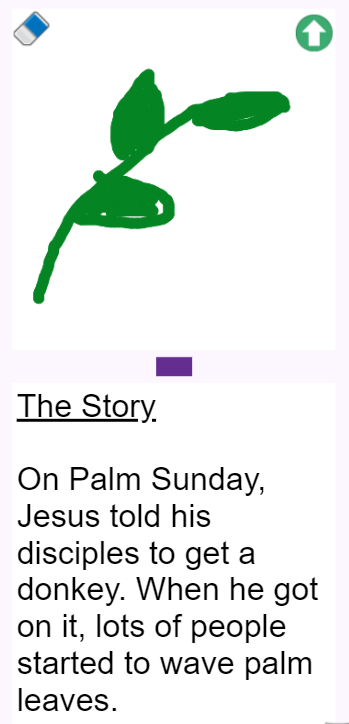 The Story
On Palm Sunday,
Jesus told his
disciples to get a
donkey. When he got
on it, lots of people
started to wave palm
leaves.